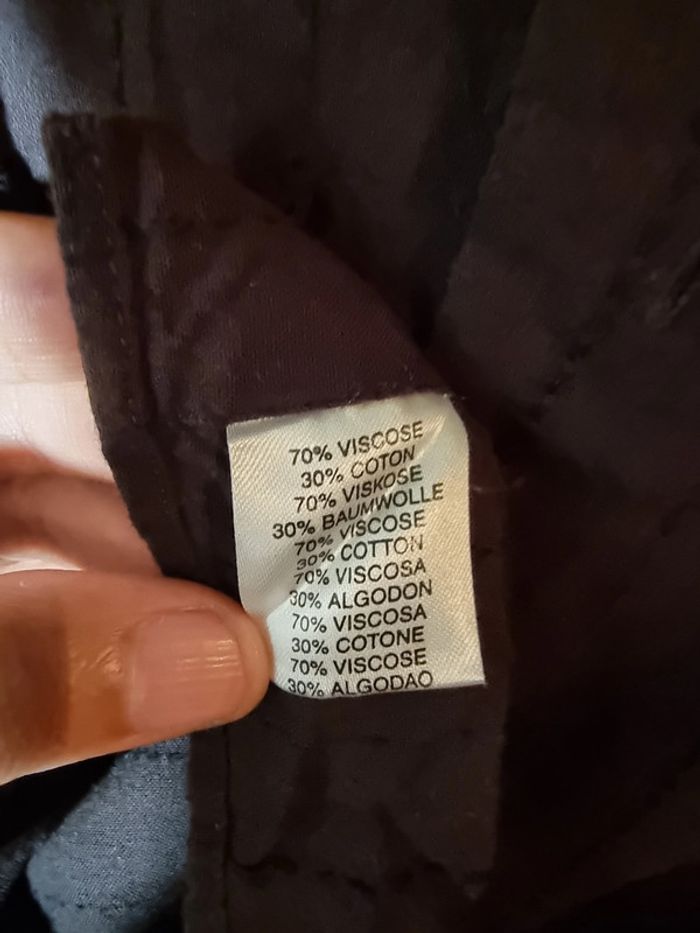 70% VISCOSE
30% COTON
70% VISKOSE
30% BAUMWOLLE
70% VISCOSE
30% COTTON
70% VISCOSA
30% ALGODON
70% VISCOSA
30% COTONE
70% VISCOSE
30% ALGODAO